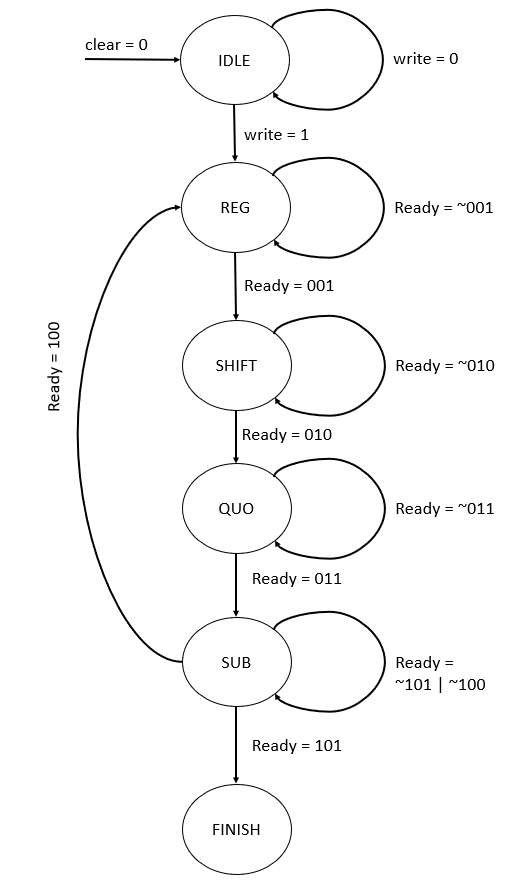 clear = 0
IDLE
write = 0
write = 1
REG
Ready = ~001
Ready = 001
Ready = 100
SHIFT
Ready = ~010
Ready = 010
QUO
Ready = ~011
Ready = 011
SUB
Ready =
~101 | ~100
Ready = 101
FINISH